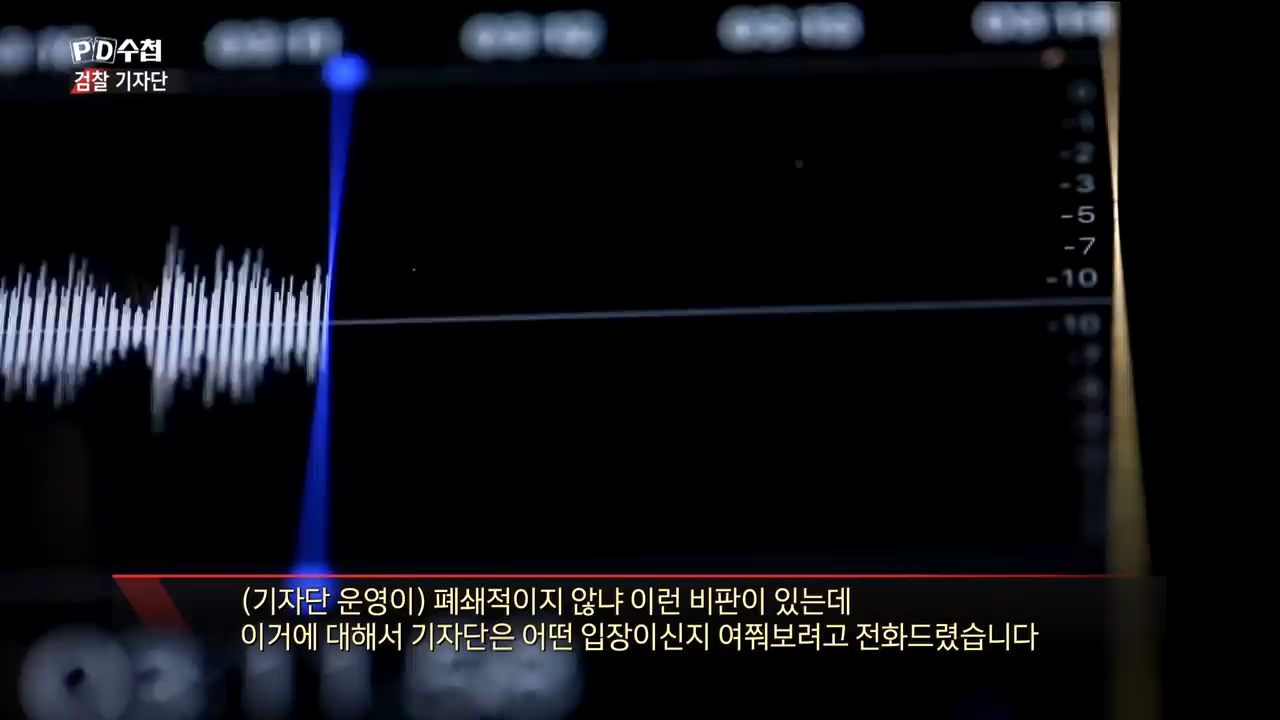 PD수첩
검찰 기자단
-1
-2
-3
-5
-7
-10
-10
-7
(기자단 운영이) 폐쇄적이지 않냐 이런 비판이 있는데
이거에 대해서 기자단은 어떤 입장이신지 여쭤보려고 전화드렸습니다